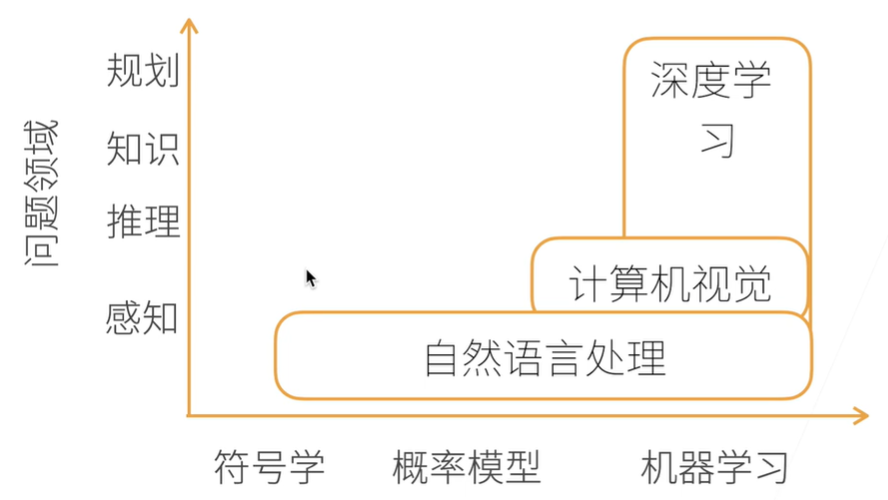 问题领域
规划
知识
推理
感知
深度学
习
计算机视觉
自然语言处理
符号学
概率模型
机器学习